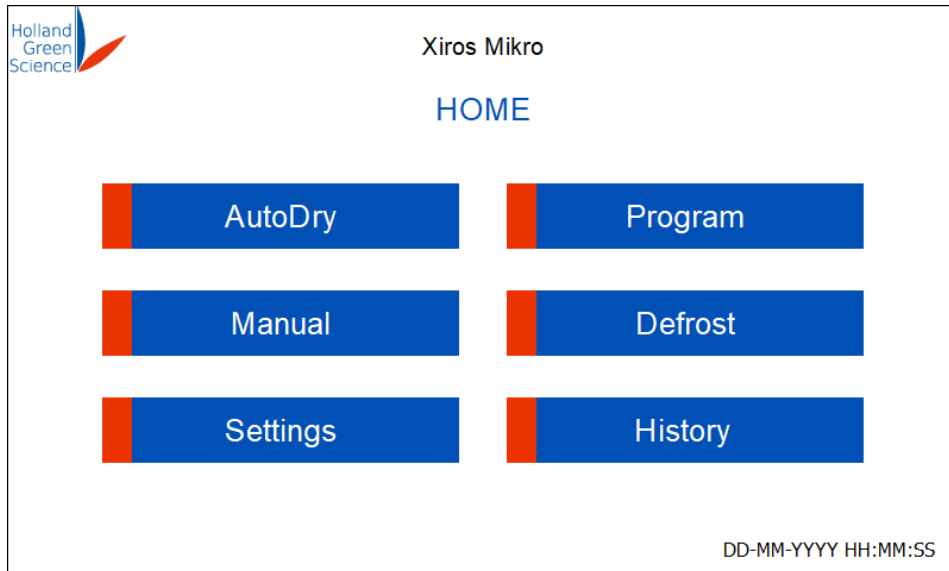 Holland
Green
Science
Xiros Mikro
HOME
AutoDry
Program
Manual
Defrost
Settings
History
DD-MM-YYYY HH:MM:SS